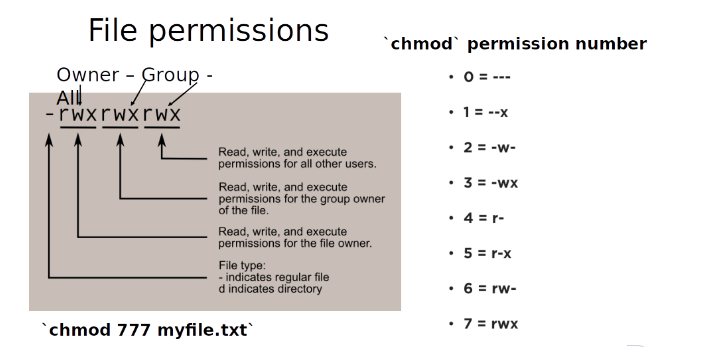 File permissions
Owner – Group -
All
-rwxrwxrwx
Read, write, and execute
permissions for all other users.
Read, write, and execute
permissions for the group owner
of the file.
Read, write, and execute
permissions for the file owner.
File type:
- indicates regular file
d indicates directory
`chmod 777 myfile.txt`
`chmod` permission number
• 0 = ---
• 1 = --x
• 2 = -w-
• 3 = -wx
• 4 = r-
• 5 = r-x
• 6 = rw-
• 7 = rwx